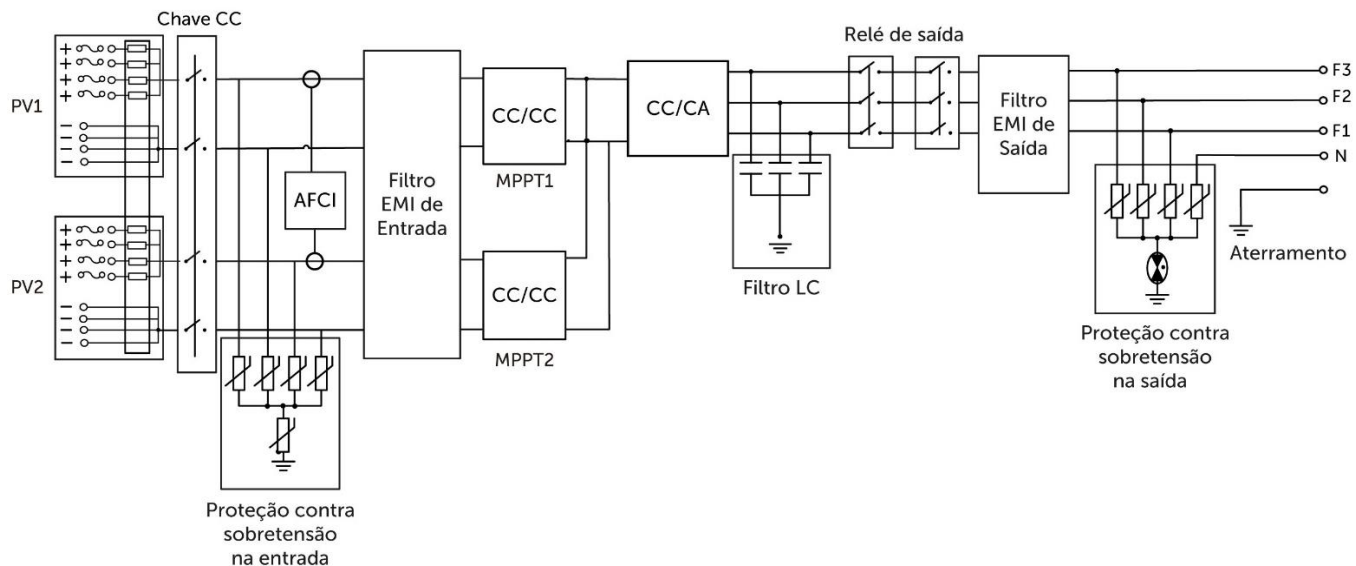 Chave CC
PV1
+
+
+
+
−
−
−
−
PV2
+
+
+
+
−
−
−
−
AFCI
Proteção contra
sobretensão
na entrada
Filtro
EMI de
Entrada
CC/CC
MPPT1
CC/CC
MPPT2
CC/CA
Filtro LC
Relé de saída
Filtro
EMI de
Saída
F3
F2
F1
N
Aterramento
Proteção contra
sobretensão
na saída